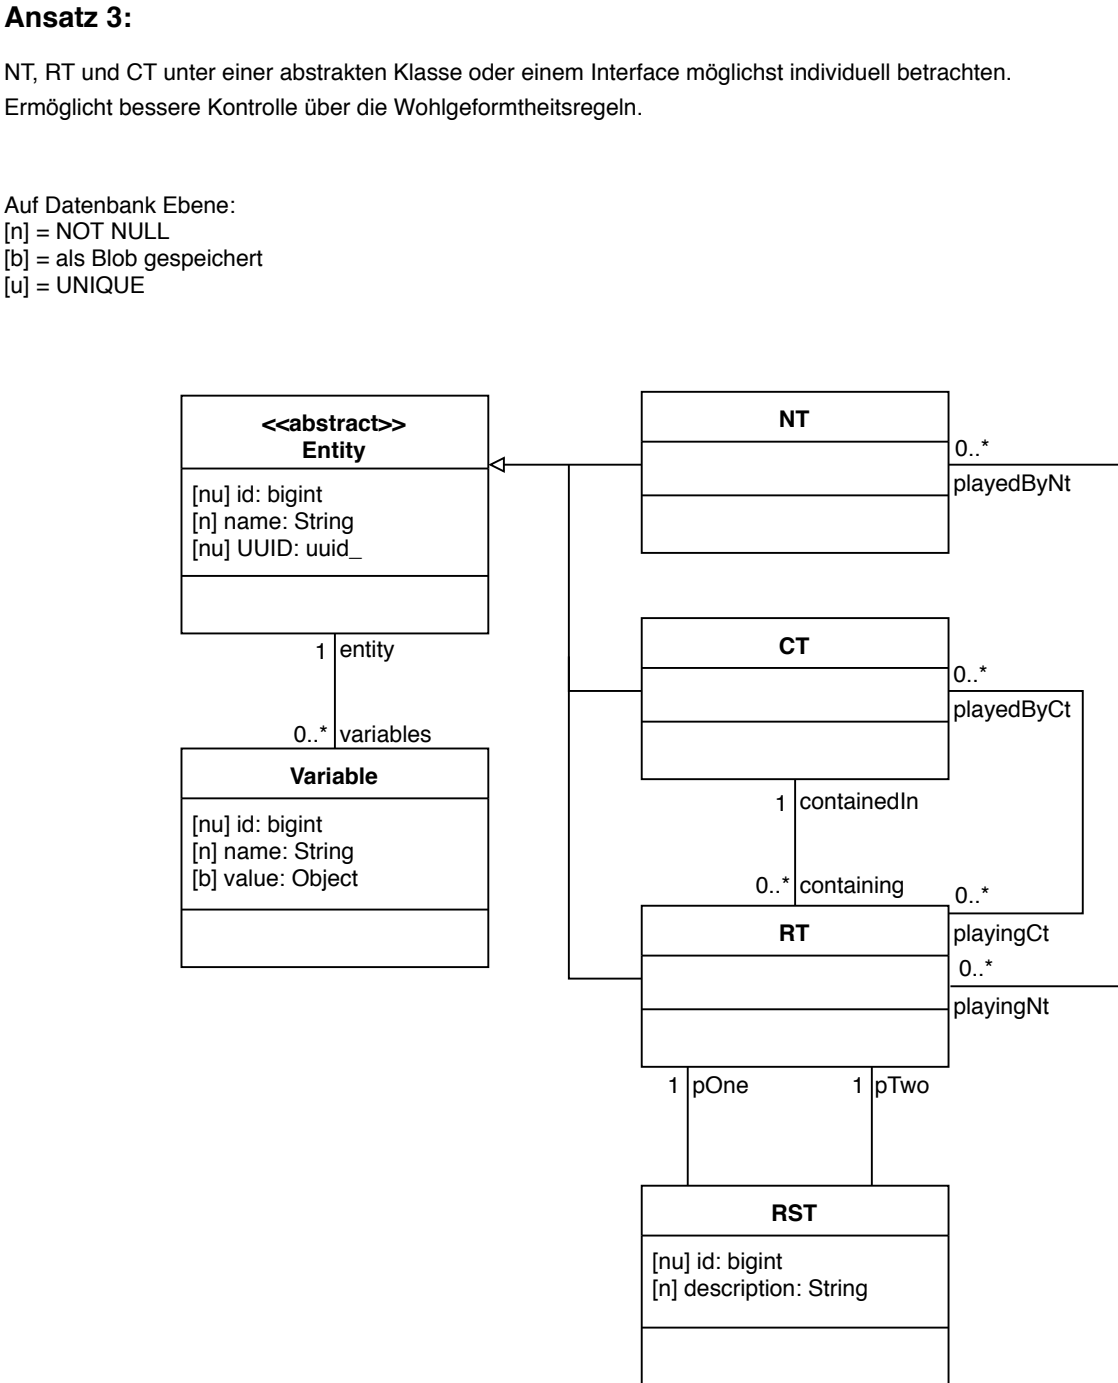 Ansatz 3:
NT, RT und CT unter einer abstrakten Klasse oder einem Interface möglichst individuell betrachten.
Ermöglicht bessere Kontrolle über die Wohlgeformtheitsregeln.
Auf Datenbank Ebene:
[n] = NOT NULL
[b] = als Blob gespeichert
[u] = UNIQUE
<<abstract>>
Entity
[nu] id: bigint
[n] name: String
[nu] UUID: uuid_
1 entity
0..* variables
Variable
[nu] id: bigint
[n] name: String
[b] value: Object
NT
0..*
playedByNt
CT
0..*
playedByCt
1 containedIn
0..* containing
RT
0..*
playingCt
0..*
playingNt
1 pOne
1 pTwo
RST
[nu] id: bigint
[n] description: String